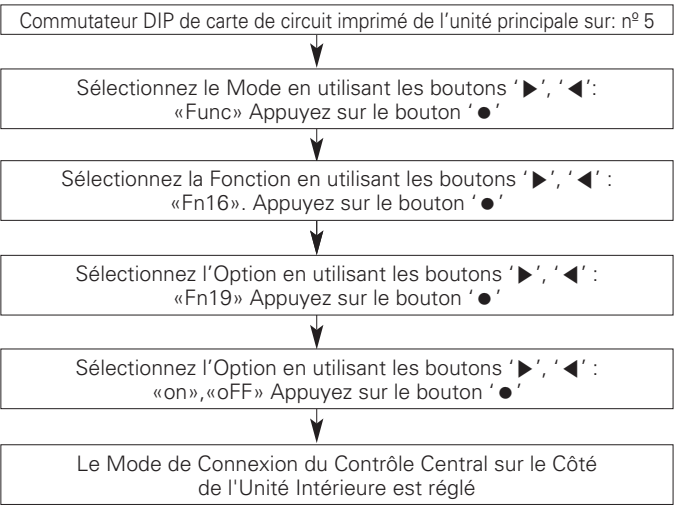 Commutateur DIP de carte de circuit imprimé de l'unité principale sur: nº 5
Sélectionnez le Mode en utilisant les boutons ‘▶’, ‘◀’:
«Func» Appuyez sur le bouton ‘●’
Sélectionnez la Fonction en utilisant les boutons ‘▶’, ‘◀’ :
«Fn16». Appuyez sur le bouton ‘●’
Sélectionnez l’Option en utilisant les boutons ‘▶’, ‘◀’ :
«Fn19» Appuyez sur le bouton ‘●’
Sélectionnez l’Option en utilisant les boutons ‘▶’, ‘◀’ :
«on»,«oFF» Appuyez sur le bouton ‘●’
Le Mode de Connexion du Contrôle Central sur le Côté
de l'Unité Intérieure est réglé